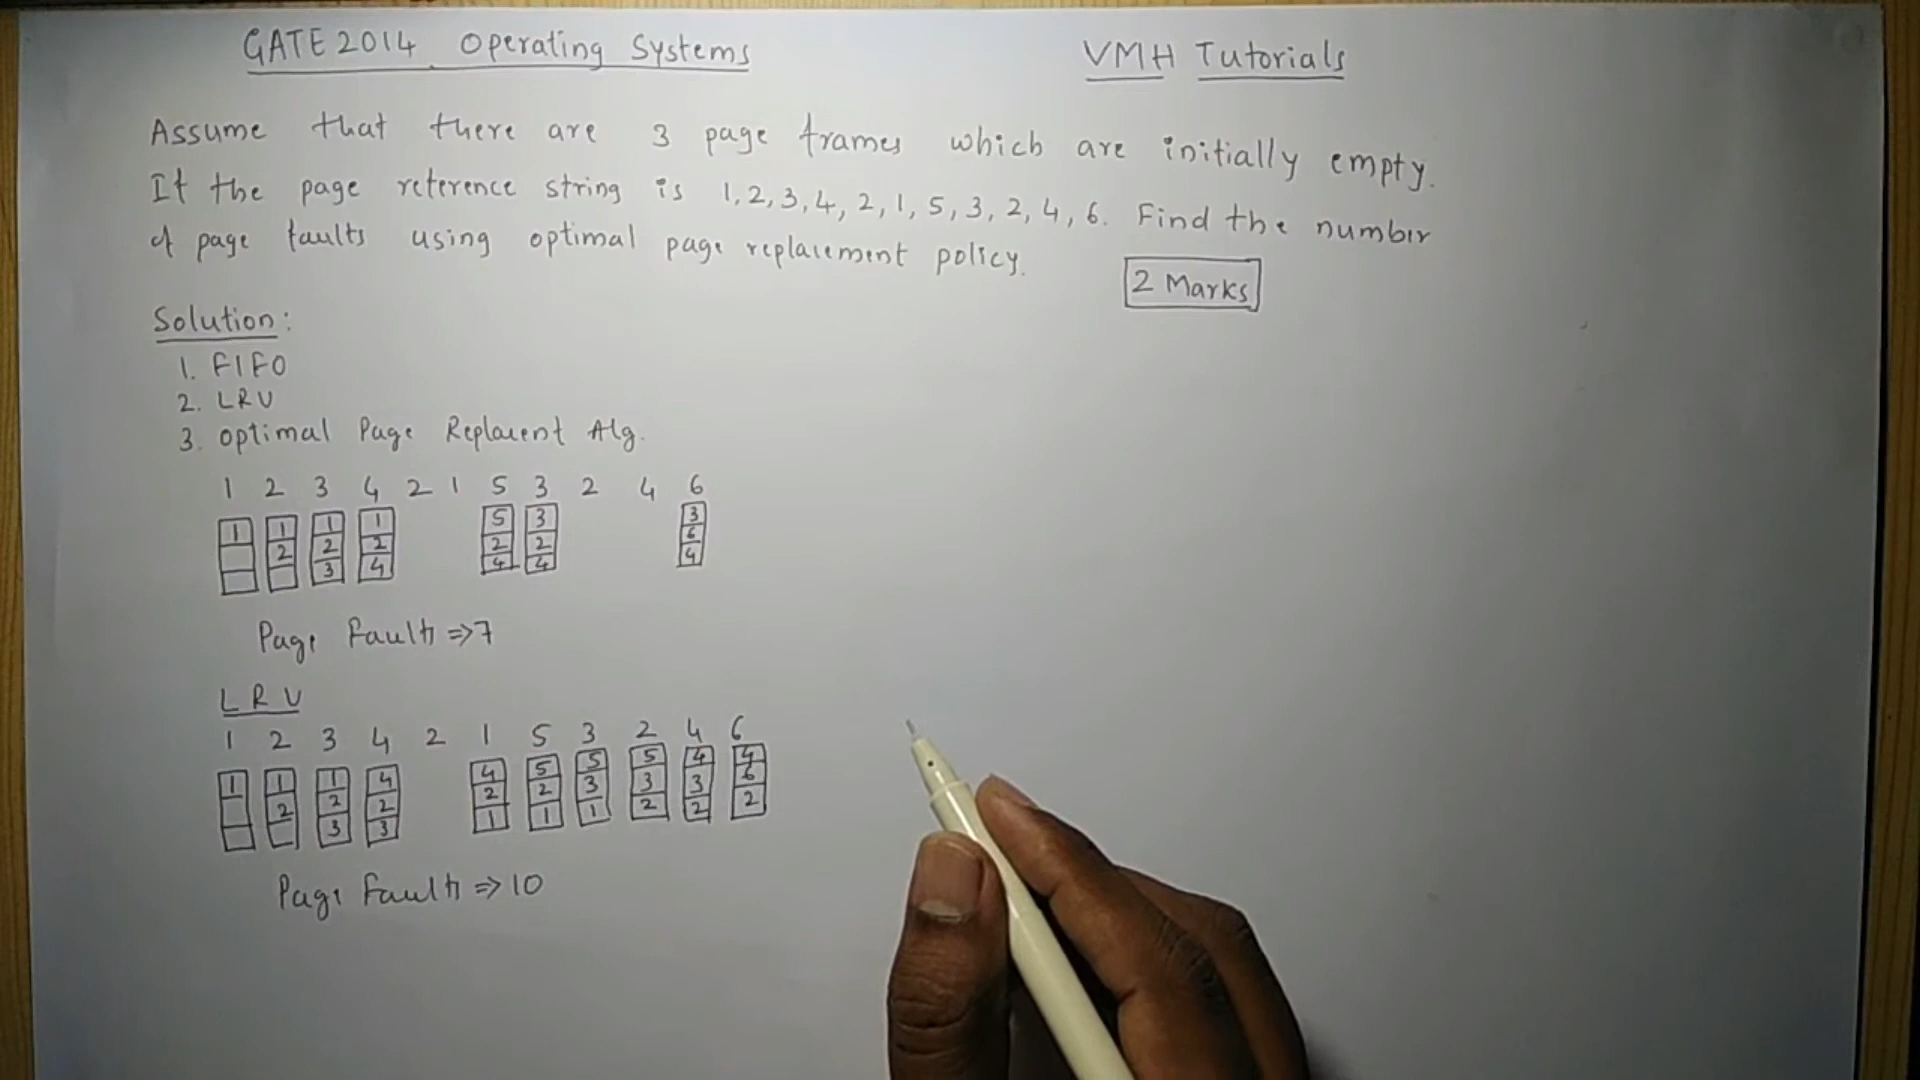 GATE 2014 Operating Systems
VMH Tutorials
Assume that there are 3 page frames which are initially empty.
If the page reference string is 1, 2, 3, 4, 2, 1, 5, 3, 2, 4, 6. Find the number
of page faults using optimal page replacement policy.
2 Marks
Solution:
1. FIFO
2. LRU
3. Optimal Page Replacent Alg.
1 2 3 4 2 1 5 3 2 4 6
1 1 1 1 5 3 3
2 2 2 2 2 6
3 4 4 4 4
Page Faults => 7
LRU
1 2 3 4 2 1 5 3 2 4 6
1 1 1 4 4 5 5 5 4 4
2 2 2 2 2 3 3 3 6
3 3 1 1 1 2 2 2
Page Faults => 10